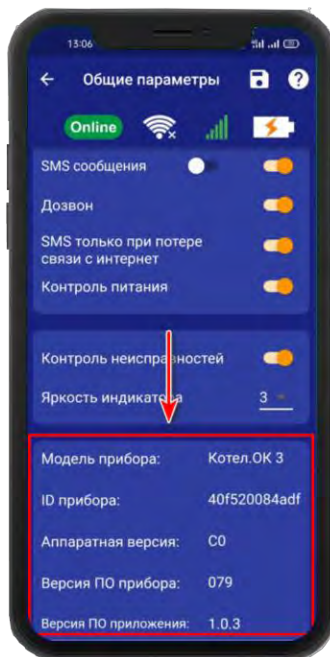 13:06
Общие параметры
Online
SMS сообщения
Дозвон
SMS только при потере
связи с интернет
Контроль питания
Контроль неисправностей
Яркость индикатора 3
Модель прибора: Котел.ОК 3
ID прибора: 40f520084adf
Аппаратная версия: C0
Версия ПО прибора: 079
Версия ПО приложения: 1.0.3